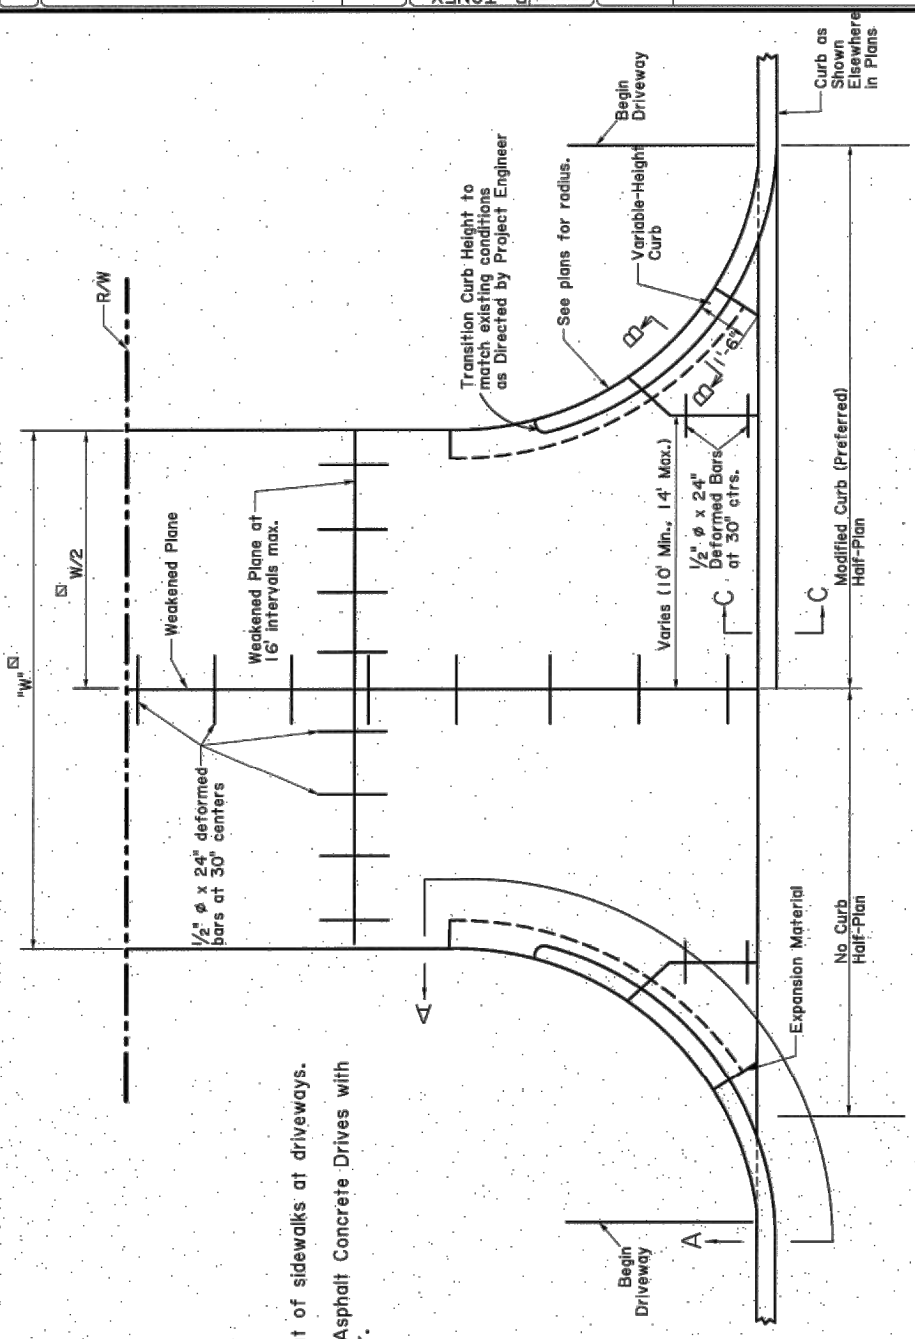 R/W
"W"
W/2
Weakened Plane
Weakened Plane at
16' intervals max.
1/2" ø x 24" deformed
bars at 30" centers
Transition Curb Height to
match existing conditions
as Directed by Project Engineer
See plans for radius.
Begin
Driveway
Variable-Height
Curb
Curb as
Shown
Elsewhere
in Plans
B
B
1'-6"
Varies (10' Min., 14' Max.)
1/2" ø x 24"
Deformed Bars
at 30" ctrs.
C
C
Modified Curb (Preferred)
Half-Plan
No Curb
Half-Plan
Expansion Material
A
A
Begin
Driveway
t of sidewalks at driveways.
Asphalt Concrete Drives with